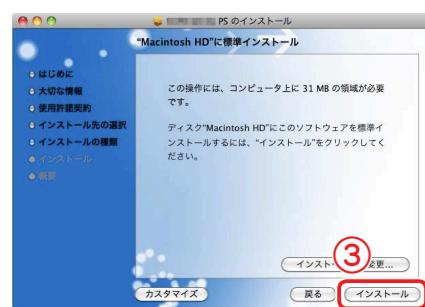 PS のインストール
"Macintosh HD"に標準インストール
はじめに
大切な情報
使用許諾契約
インストール先の選択
インストールの種類
インストール
概要
この操作には、コンピュータ上に 31 MB の領域が必要
です。
ディスク"Macintosh HD"にこのソフトウェアを標準イ
ンストールするには、"インストール"をクリックしてく
ださい。
③
カスタマイズ
戻る
インストール